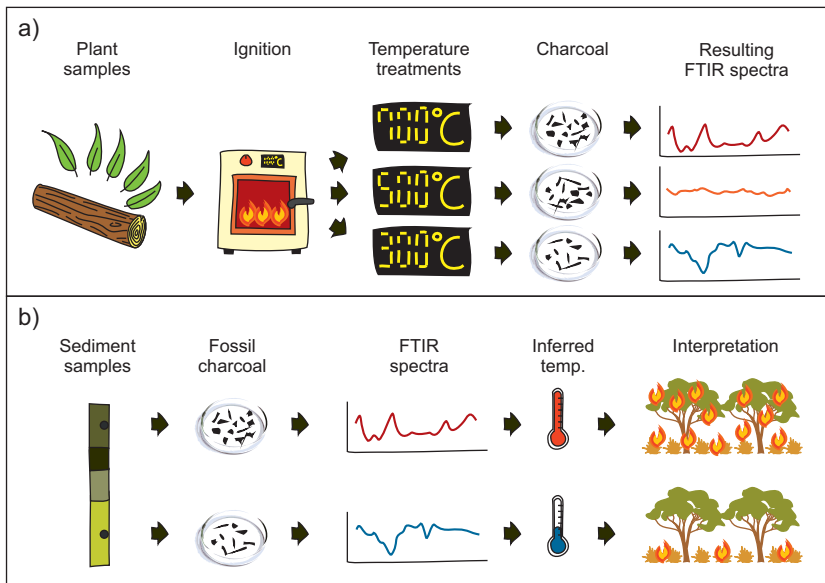 a)
Plant
samples
Ignition
Temperature
treatments
Charcoal
Resulting
FTIR spectra
700°C
500°C
300°C
b)
Sediment
samples
Fossil
charcoal
FTIR
spectra
Inferred
temp.
Interpretation